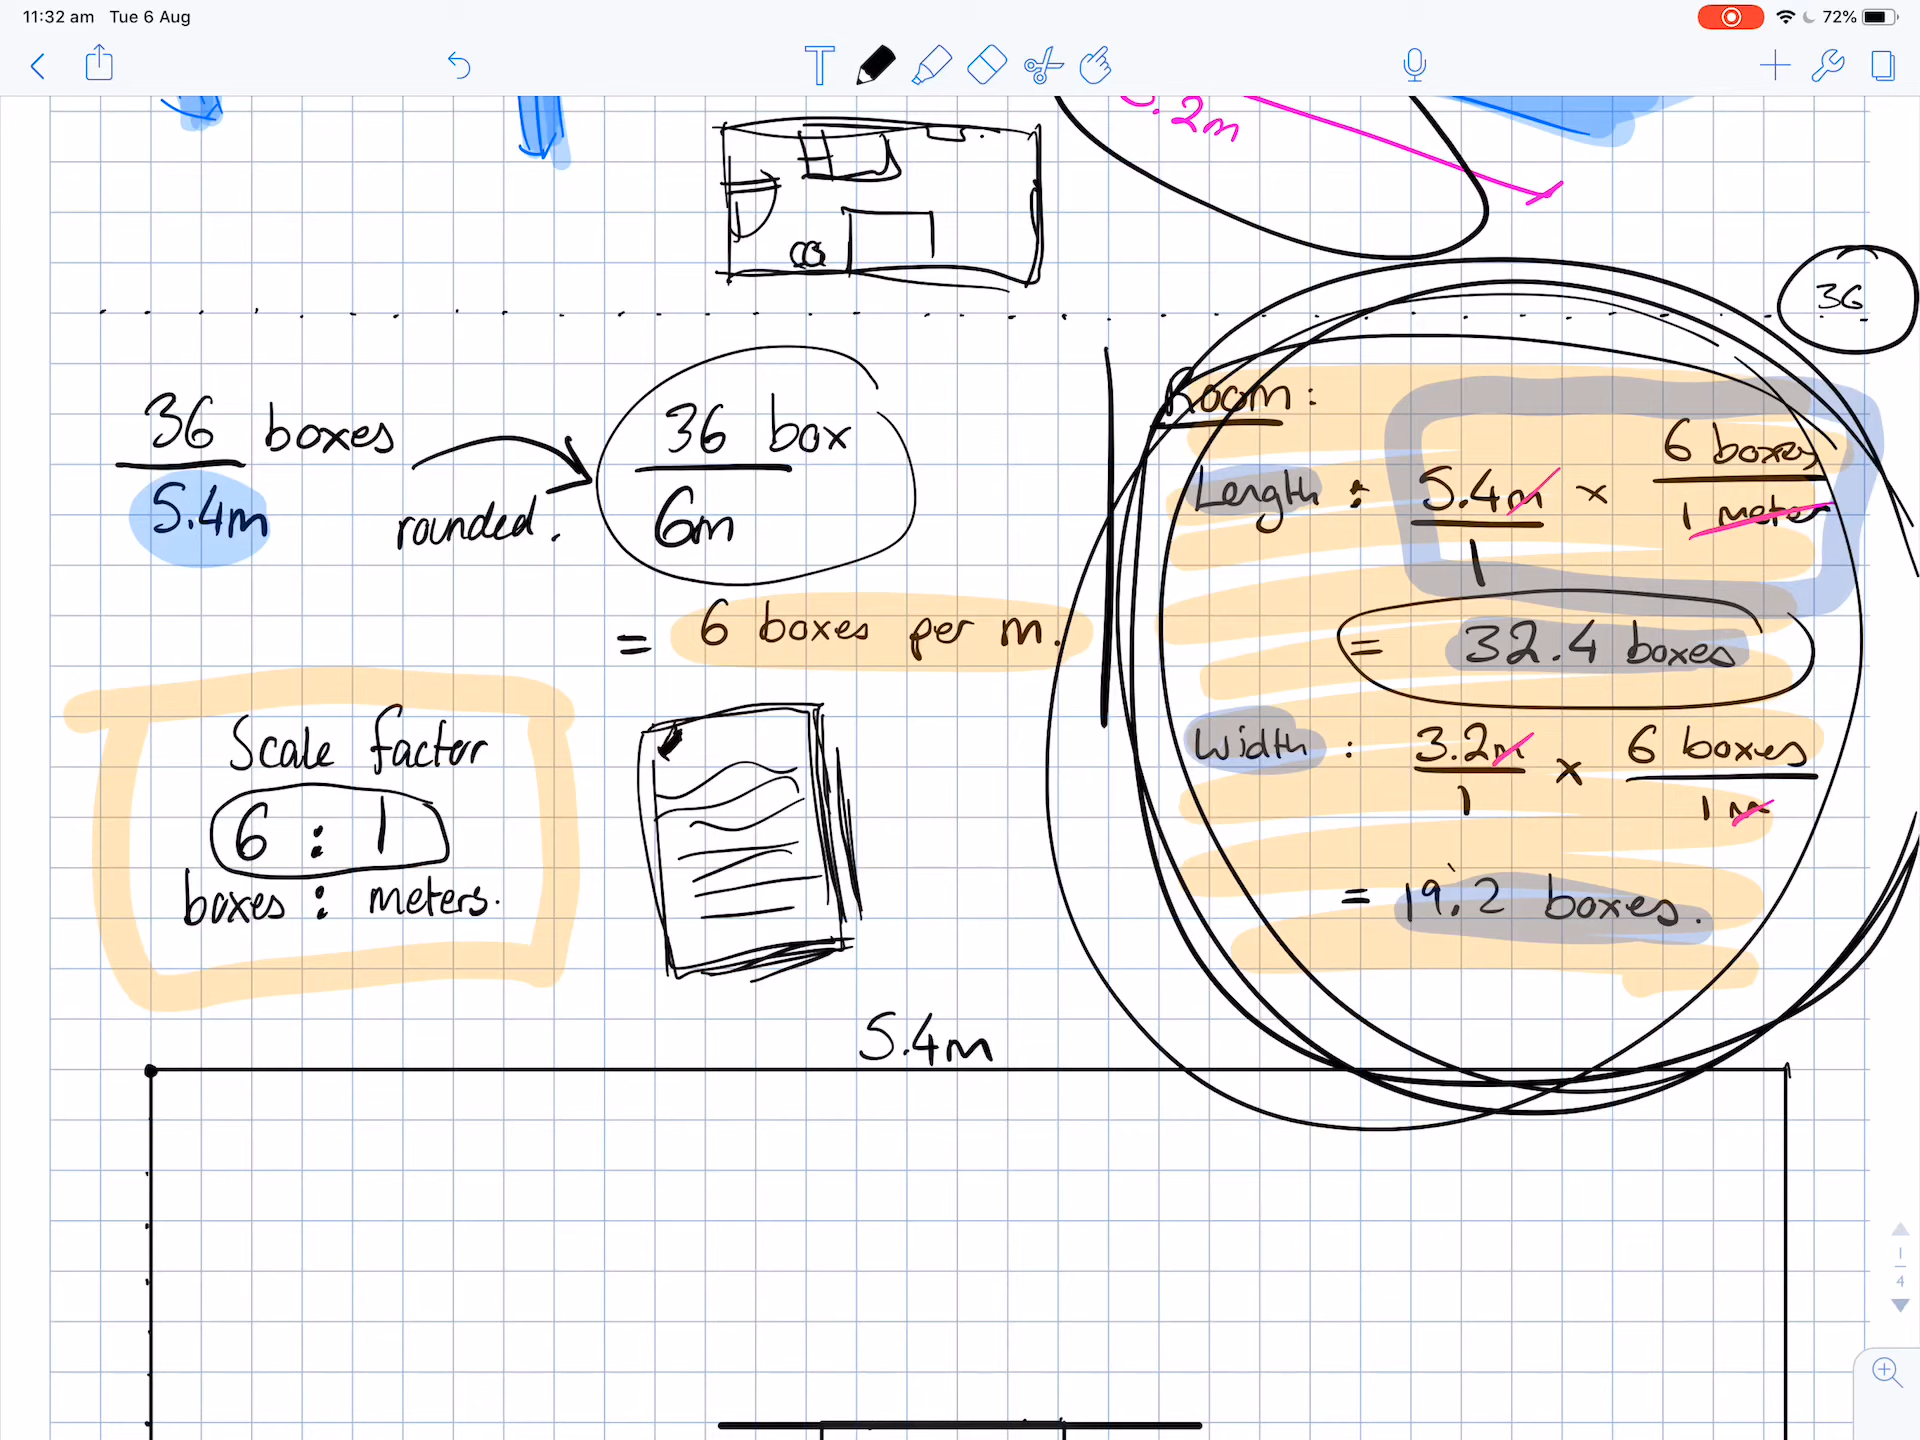 11:32 am Tue 6 Aug
72%
T
.2m
36
36 boxes
5.4m
rounded.
36 box
6m
= 6 boxes per m.
Scale factor
6 : 1
boxes : meters.
Room:
Length : 5.4m × 6 boxes
1 1 meter
= 32.4 boxes
Width : 3.2m × 6 boxes
1 1 m
= 19.2 boxes.
5.4m
1
4